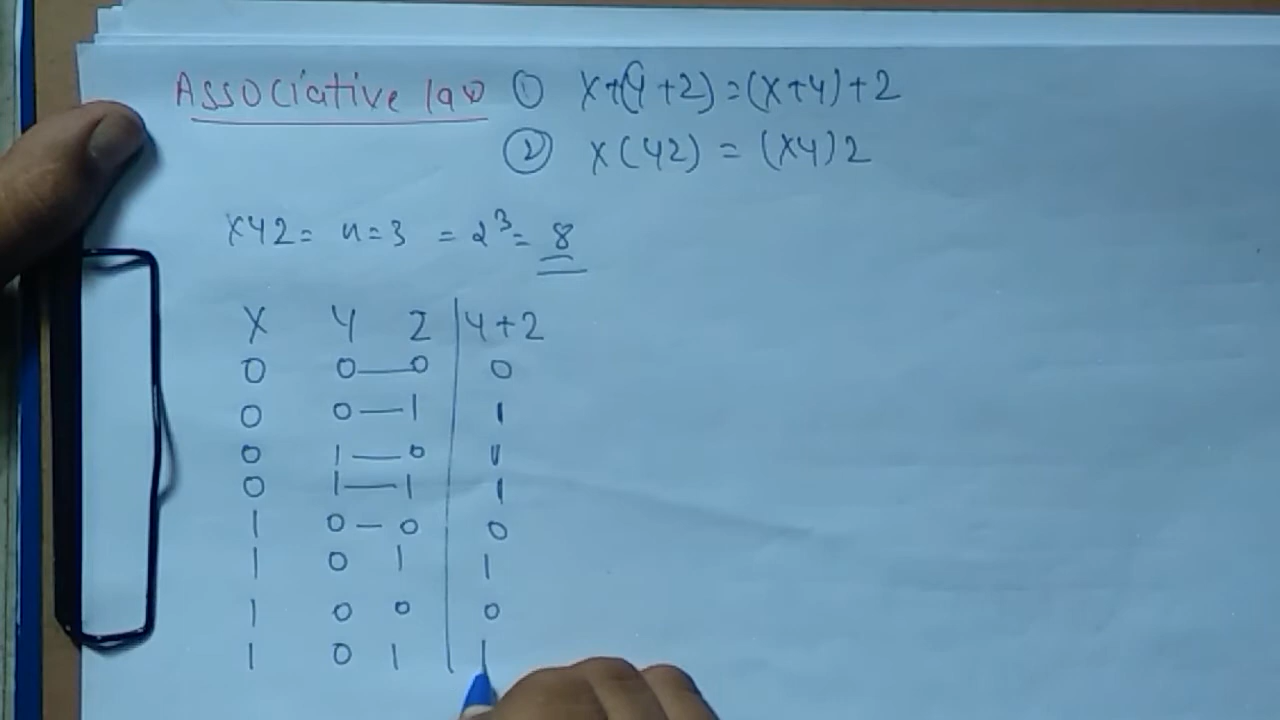 Associative law ① X+(Y+Z)=(X+Y)+Z
② X(YZ) = (XY)Z
XYZ = n=3 = 2³= 8
X Y Z | Y+Z
0 0—0 0
0 0—1 1
0 1—0 1
0 1—1 1
1 0—0 0
1 0 1 1
1 0 0 0
1 0 1 1